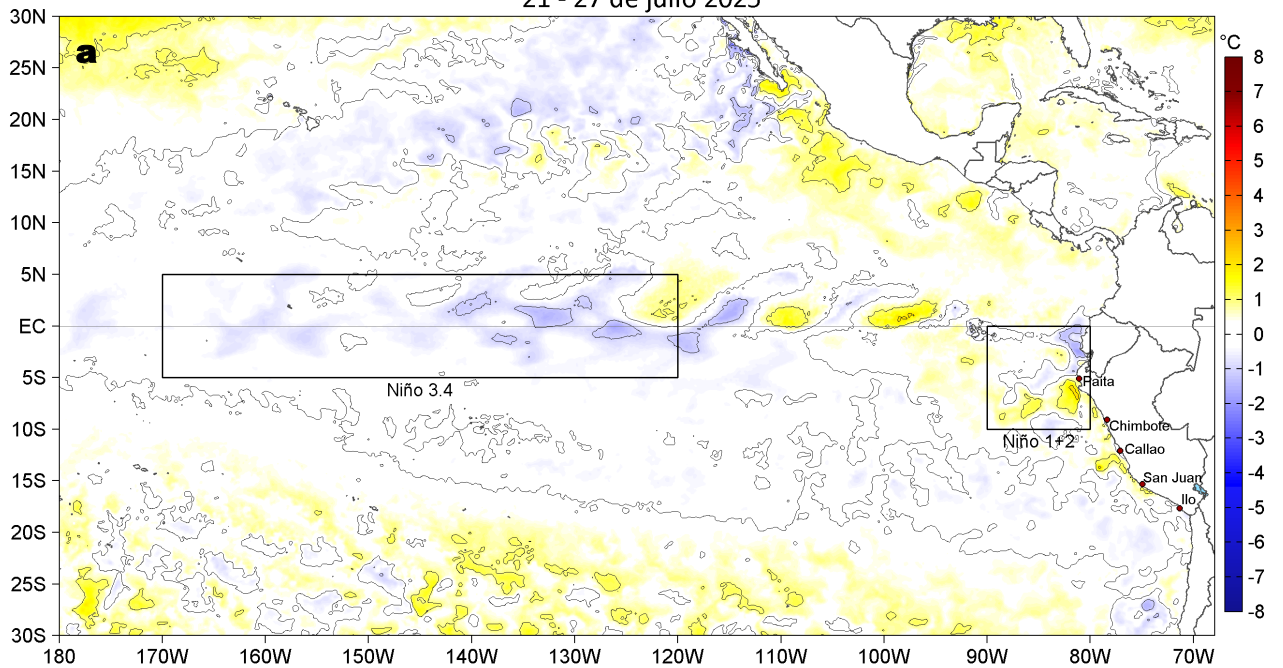 21 - 27 de julio 2025
a
°C
30N
25N
20N
15N
10N
5N
EC
5S
10S
15S
20S
25S
30S
8
7
6
5
4
3
2
1
0
-1
-2
-3
-4
-5
-6
-7
-8
Niño 3.4
Niño 1+2
Paita
Chimbote
Callao
San Juan
Ilo
180 170W 160W 150W 140W 130W 120W 110W 100W 90W 80W 70W